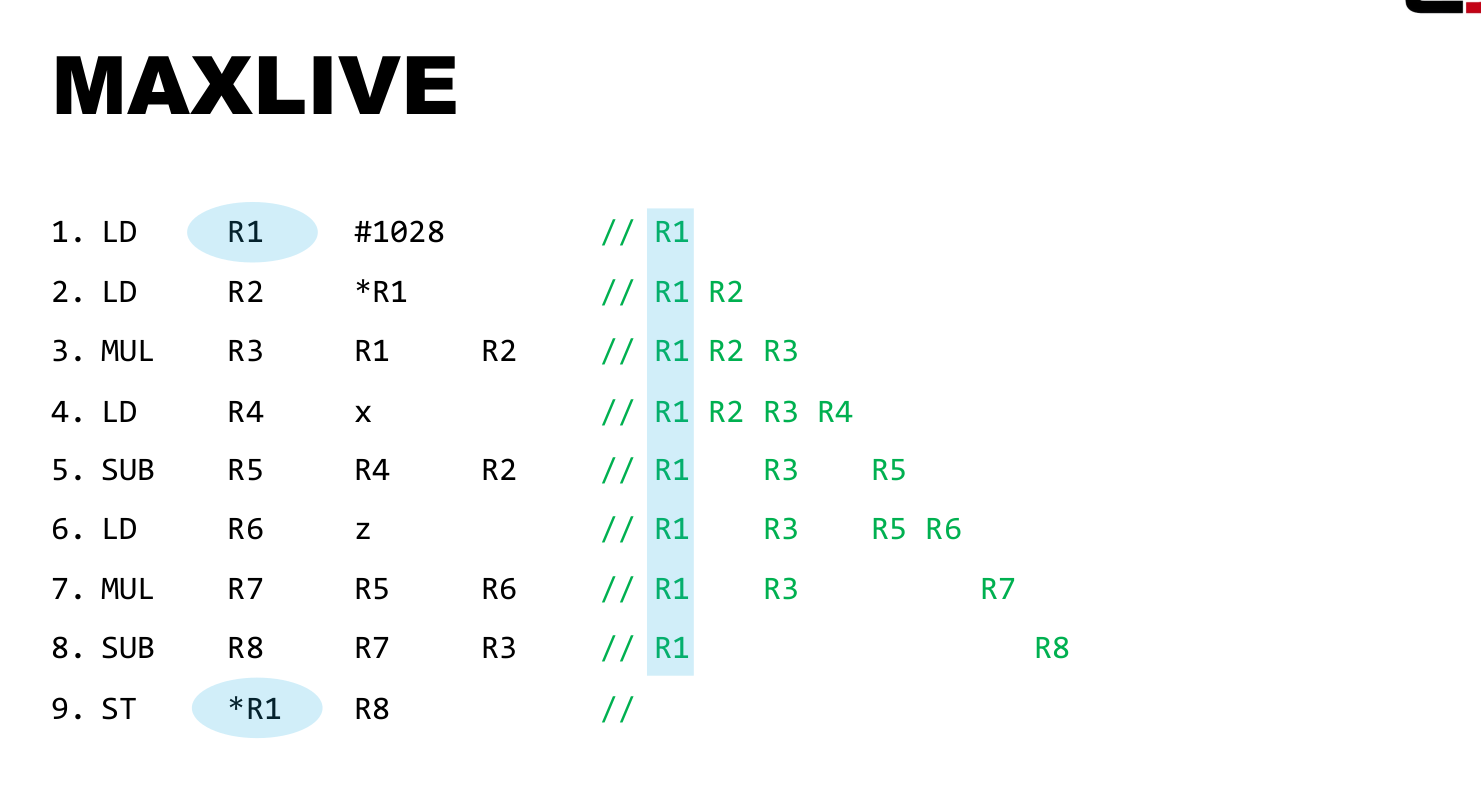 MAXLIVE
1. LD R1 #1028 // R1
2. LD R2 *R1 // R1 R2
3. MUL R3 R1 R2 // R1 R2 R3
4. LD R4 x // R1 R2 R3 R4
5. SUB R5 R4 R2 // R1 R3 R5
6. LD R6 z // R1 R3 R5 R6
7. MUL R7 R5 R6 // R1 R3 R7
8. SUB R8 R7 R3 // R1 R8
9. ST *R1 R8 //